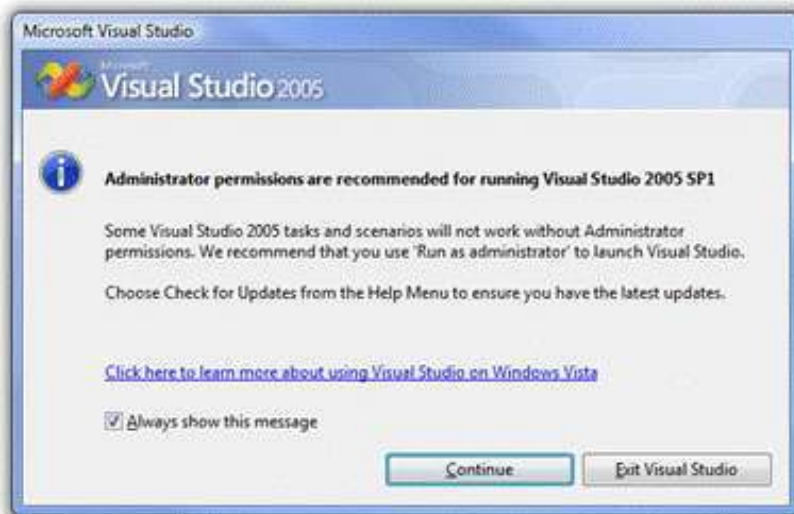 Microsoft Visual Studio
Microsoft
Visual Studio 2005
Administrator permissions are recommended for running Visual Studio 2005 SP1
Some Visual Studio 2005 tasks and scenarios will not work without Administrator
permissions. We recommend that you use 'Run as administrator' to launch Visual Studio.
Choose Check for Updates from the Help Menu to ensure you have the latest updates.
Click here to learn more about using Visual Studio on Windows Vista
Always show this message
Continue Exit Visual Studio